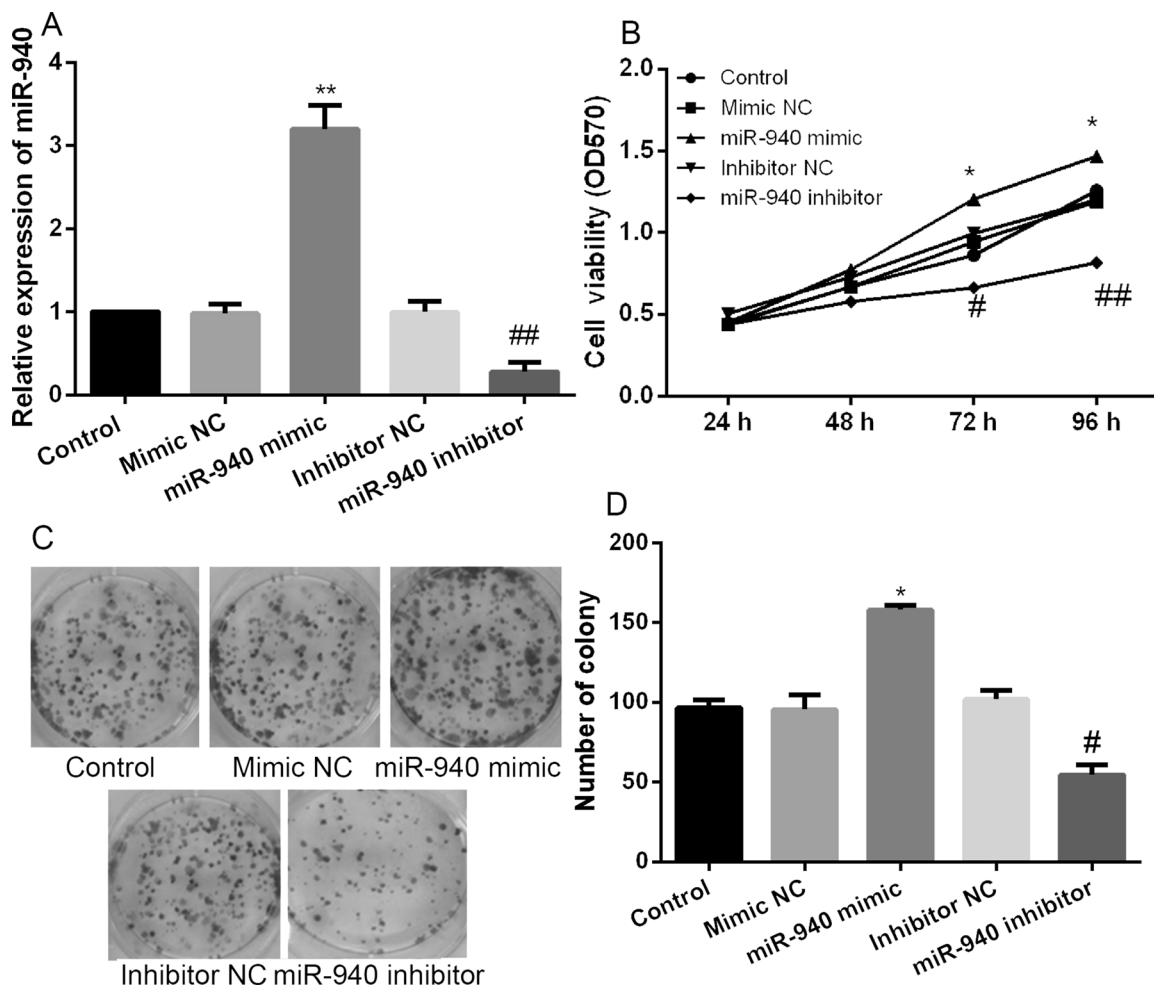 A
Relative expression of miR-940
4
3
2
1
0
**
##
Control
Mimic NC
miR-940 mimic
Inhibitor NC
miR-940 inhibitor
B
Cell viability (OD570)
2.0
1.5
1.0
0.5
0.0
Control
Mimic NC
miR-940 mimic
Inhibitor NC
miR-940 inhibitor
*
*
#
##
24 h
48 h
72 h
96 h
C
Control
Mimic NC
miR-940 mimic
Inhibitor NC
miR-940 inhibitor
D
Number of colony
200
150
100
50
0
*
#
Control
Mimic NC
miR-940 mimic
Inhibitor NC
miR-940 inhibitor